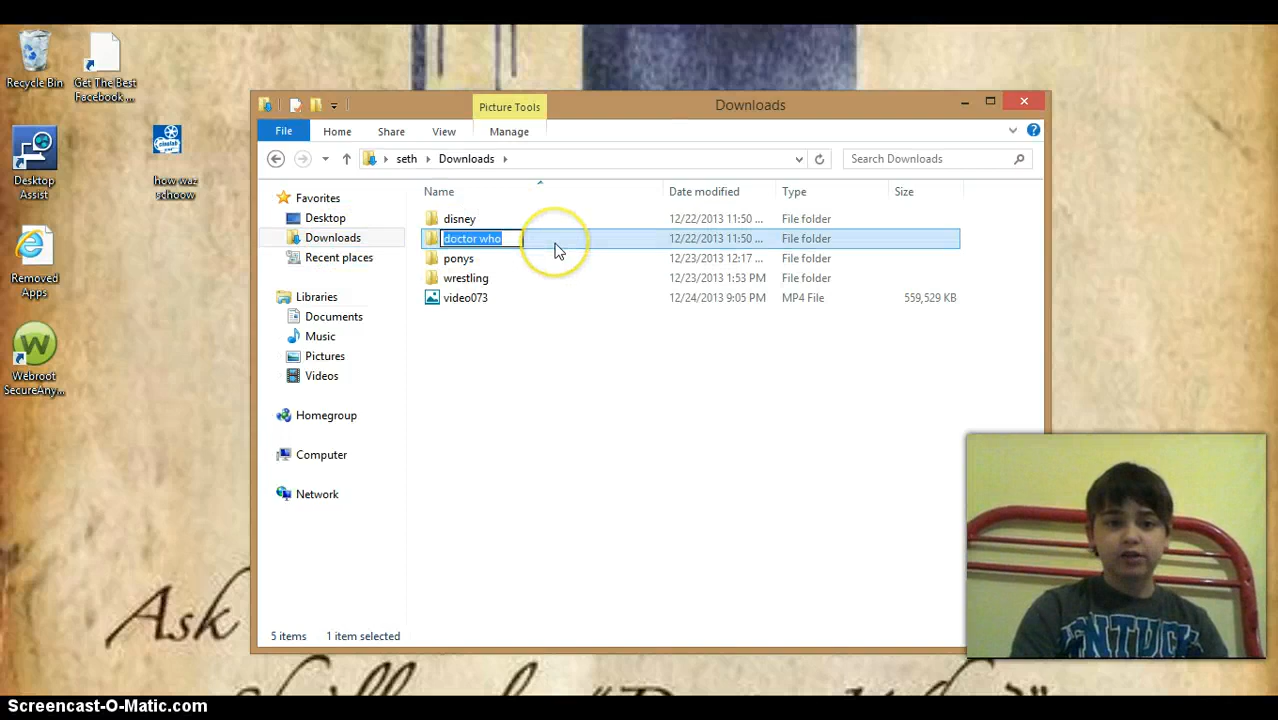 Recycle Bin
Get The Best
Facebook ...
Desktop
Assist
how waz
schoow
Removed
Apps
Webroot
SecureAny...
Picture Tools
Downloads
File
Home
Share
View
Manage
seth
Downloads
Search Downloads
Favorites
Desktop
Downloads
Recent places
Libraries
Documents
Music
Pictures
Videos
Homegroup
Computer
Network
Name Date modified Type Size
disney 12/22/2013 11:50 ... File folder
doctor who 12/22/2013 11:50 ... File folder
ponys 12/23/2013 12:17 ... File folder
wrestling 12/23/2013 1:53 PM File folder
video073 12/24/2013 9:05 PM MP4 File 559,529 KB
5 items 1 item selected
KENTUCKY
Ask
Screencast-O-Matic.com